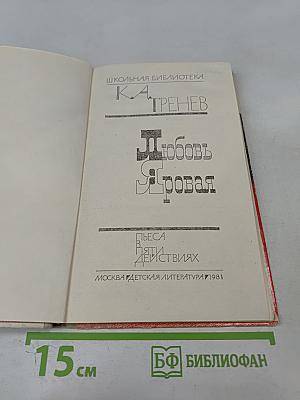 ШКОЛЬНАЯ БИБЛИОТЕКА
К.А.
ТРЕНЕВ
Любовь
Яровая
ПЬЕСА
В
ПЯТИ
ДЕЙСТВИЯХ
МОСКВА•ДЕТСКАЯ ЛИТЕРАТУРА•1981
15 см
БФ БИБЛИОФАН